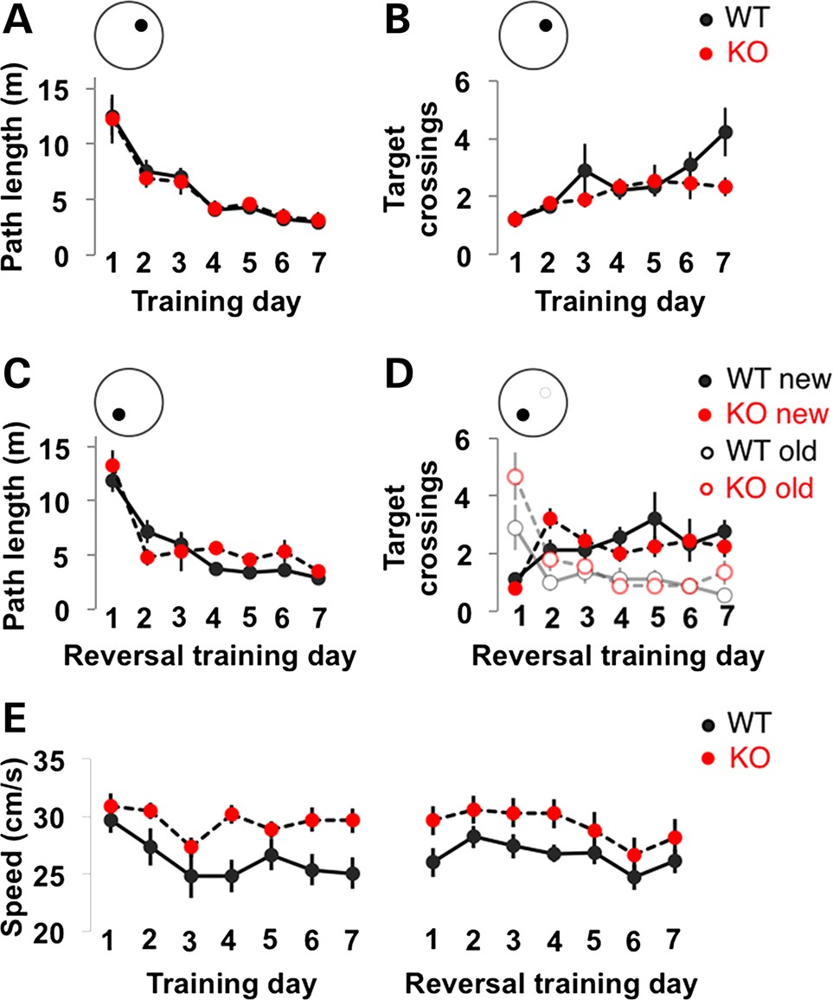 A
B
WT
KO
Path length (m)
15
10
5
0
1 2 3 4 5 6 7
Training day
Target
crossings
6
4
2
0
1 2 3 4 5 6 7
Training day
C
D
WT new
KO new
WT old
KO old
Path length (m)
15
10
5
0
1 2 3 4 5 6 7
Reversal training day
Target
crossings
6
4
2
0
1 2 3 4 5 6 7
Reversal training day
E
WT
KO
Speed (cm/s)
35
30
25
20
1 2 3 4 5 6 7
Training day
1 2 3 4 5 6 7
Reversal training day